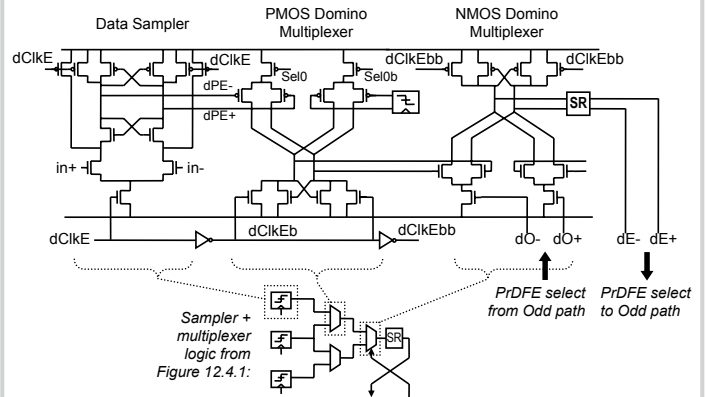 Data Sampler
PMOS Domino
Multiplexer
NMOS Domino
Multiplexer
dClkE
dClkE
dClkEbb
dClkEbb
Sel0
Sel0b
dPE-
dPE+
SR
in+
in-
dClkE
dClkEb
dClkEbb
dO-
dO+
dE-
dE+
PrDFE select
from Odd path
PrDFE select
to Odd path
Sampler +
multiplexer
logic from
Figure 12.4.1:
SR